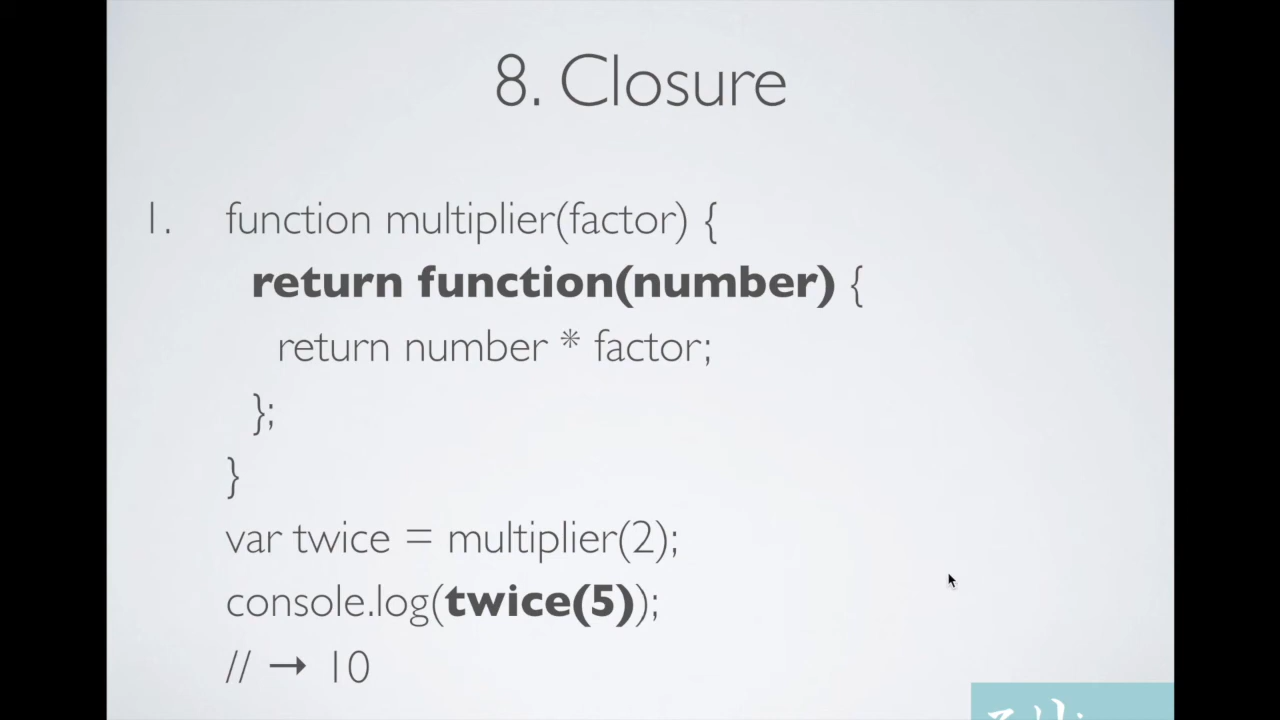 8. Closure
1. function multiplier(factor) {
return function(number) {
return number * factor;
};
}
var twice = multiplier(2);
console.log(twice(5));
// → 10